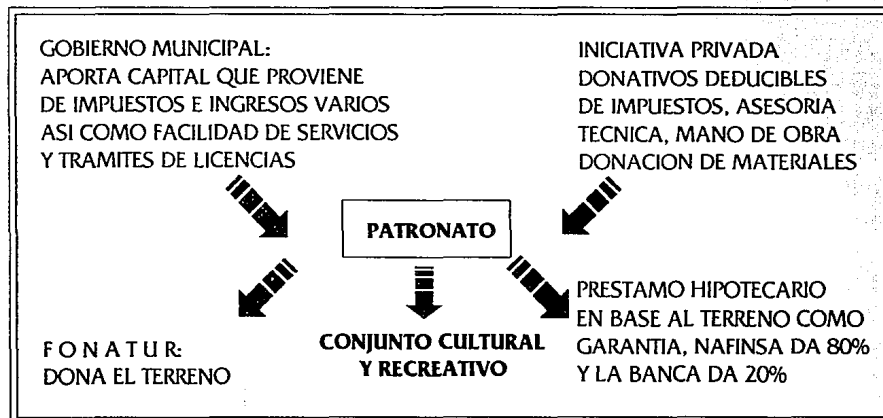 GOBIERNO MUNICIPAL:
APORTA CAPITAL QUE PROVIENE
DE IMPUESTOS E INGRESOS VARIOS
ASI COMO FACILIDAD DE SERVICIOS
Y TRAMITES DE LICENCIAS
INICIATIVA PRIVADA
DONATIVOS DEDUCIBLES
DE IMPUESTOS, ASESORIA
TECNICA, MANO DE OBRA
DONACION DE MATERIALES
PATRONATO
F O N A T U R:
DONA EL TERRENO
CONJUNTO CULTURAL
Y RECREATIVO
PRESTAMO HIPOTECARIO
EN BASE AL TERRENO COMO
GARANTIA, NAFINSA DA 80%
Y LA BANCA DA 20%